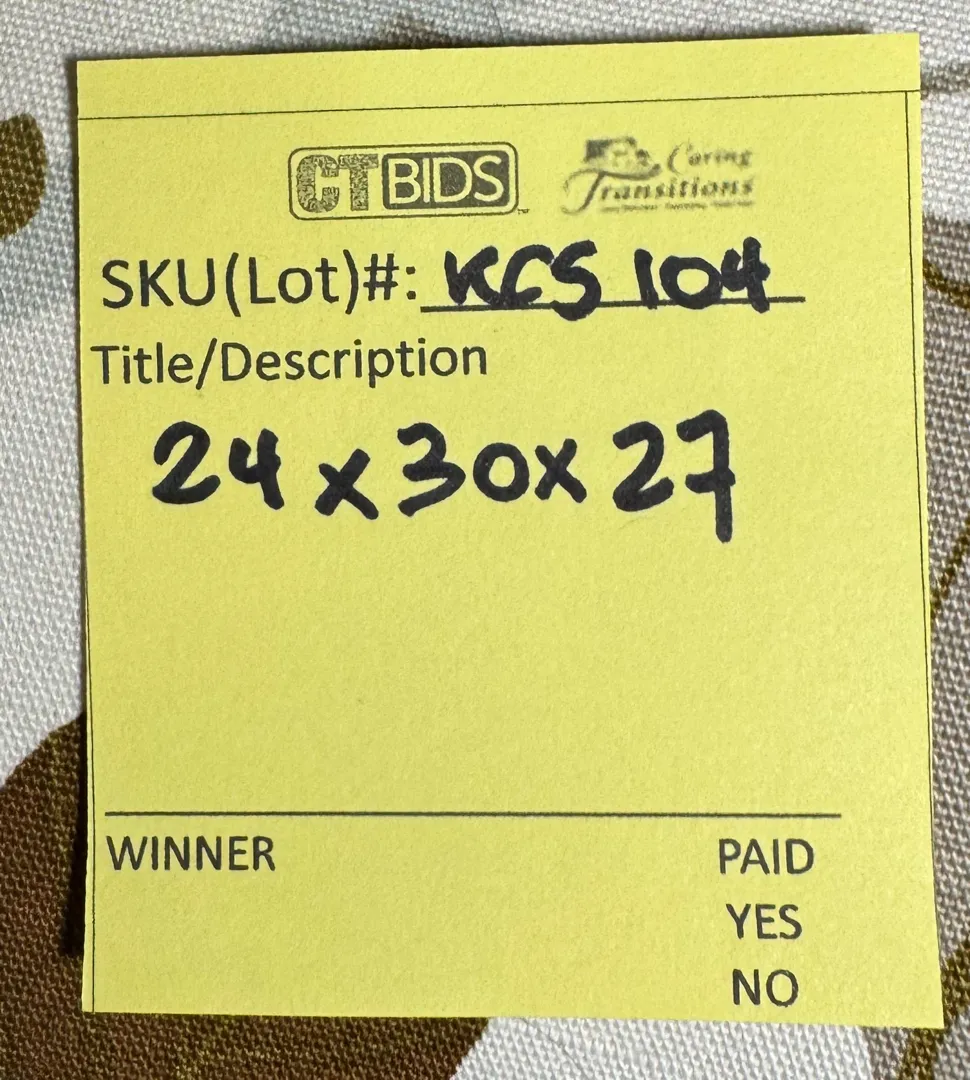 CTBIDS
Caring
Transitions
SKU(Lot)#: KCS 104
Title/Description
24 x 30 x 27
WINNER
PAID
YES
NO